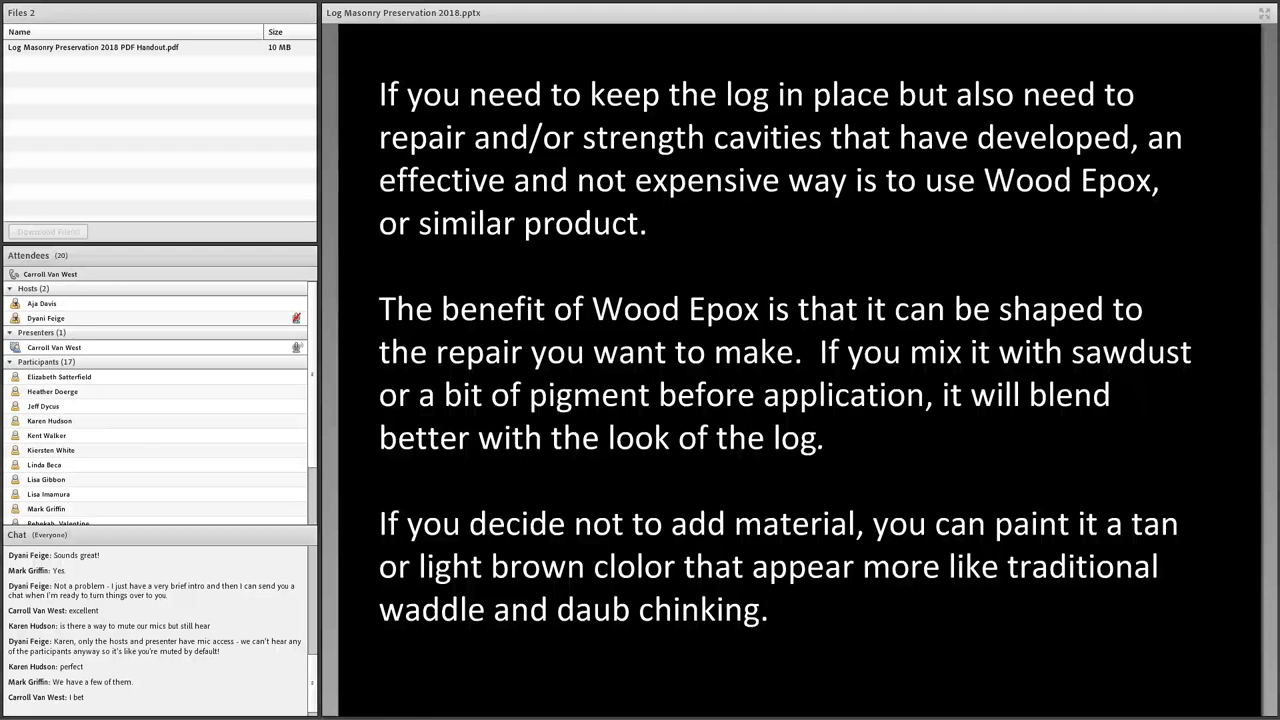 Files 2
Name
Size
Log Masonry Preservation 2018 PDF Handout.pdf
10 MB
Download File(s)
Attendees (20)
Carroll Van West
Hosts (2)
Aja Davis
Dyani Feige
Presenters (1)
Carroll Van West
Participants (17)
Elizabeth Satterfield
Heather Doerge
Jeff Dycus
Karen Hudson
Kent Walker
Kiersten White
Linda Beca
Lisa Gibbon
Lisa Imamura
Mark Griffin
Rebekah, Valentine
Chat (Everyone)
Dyani Feige: Sounds great!
Mark Griffin: Yes.
Dyani Feige: Not a problem - I just have a very brief intro and then I can send you a
chat when I'm ready to turn things over to you.
Carroll Van West: excellent
Karen Hudson: is there a way to mute our mics but still hear
Dyani Feige: Karen, only the hosts and presenter have mic access - we can't hear any
of the participants anyway so it's like you're muted by default!
Karen Hudson: perfect
Mark Griffin: We have a few of them.
Carroll Van West: I bet
Log Masonry Preservation 2018.pptx
If you need to keep the log in place but also need to
repair and/or strength cavities that have developed, an
effective and not expensive way is to use Wood Epox,
or similar product.
The benefit of Wood Epox is that it can be shaped to
the repair you want to make. If you mix it with sawdust
or a bit of pigment before application, it will blend
better with the look of the log.
If you decide not to add material, you can paint it a tan
or light brown clolor that appear more like traditional
waddle and daub chinking.